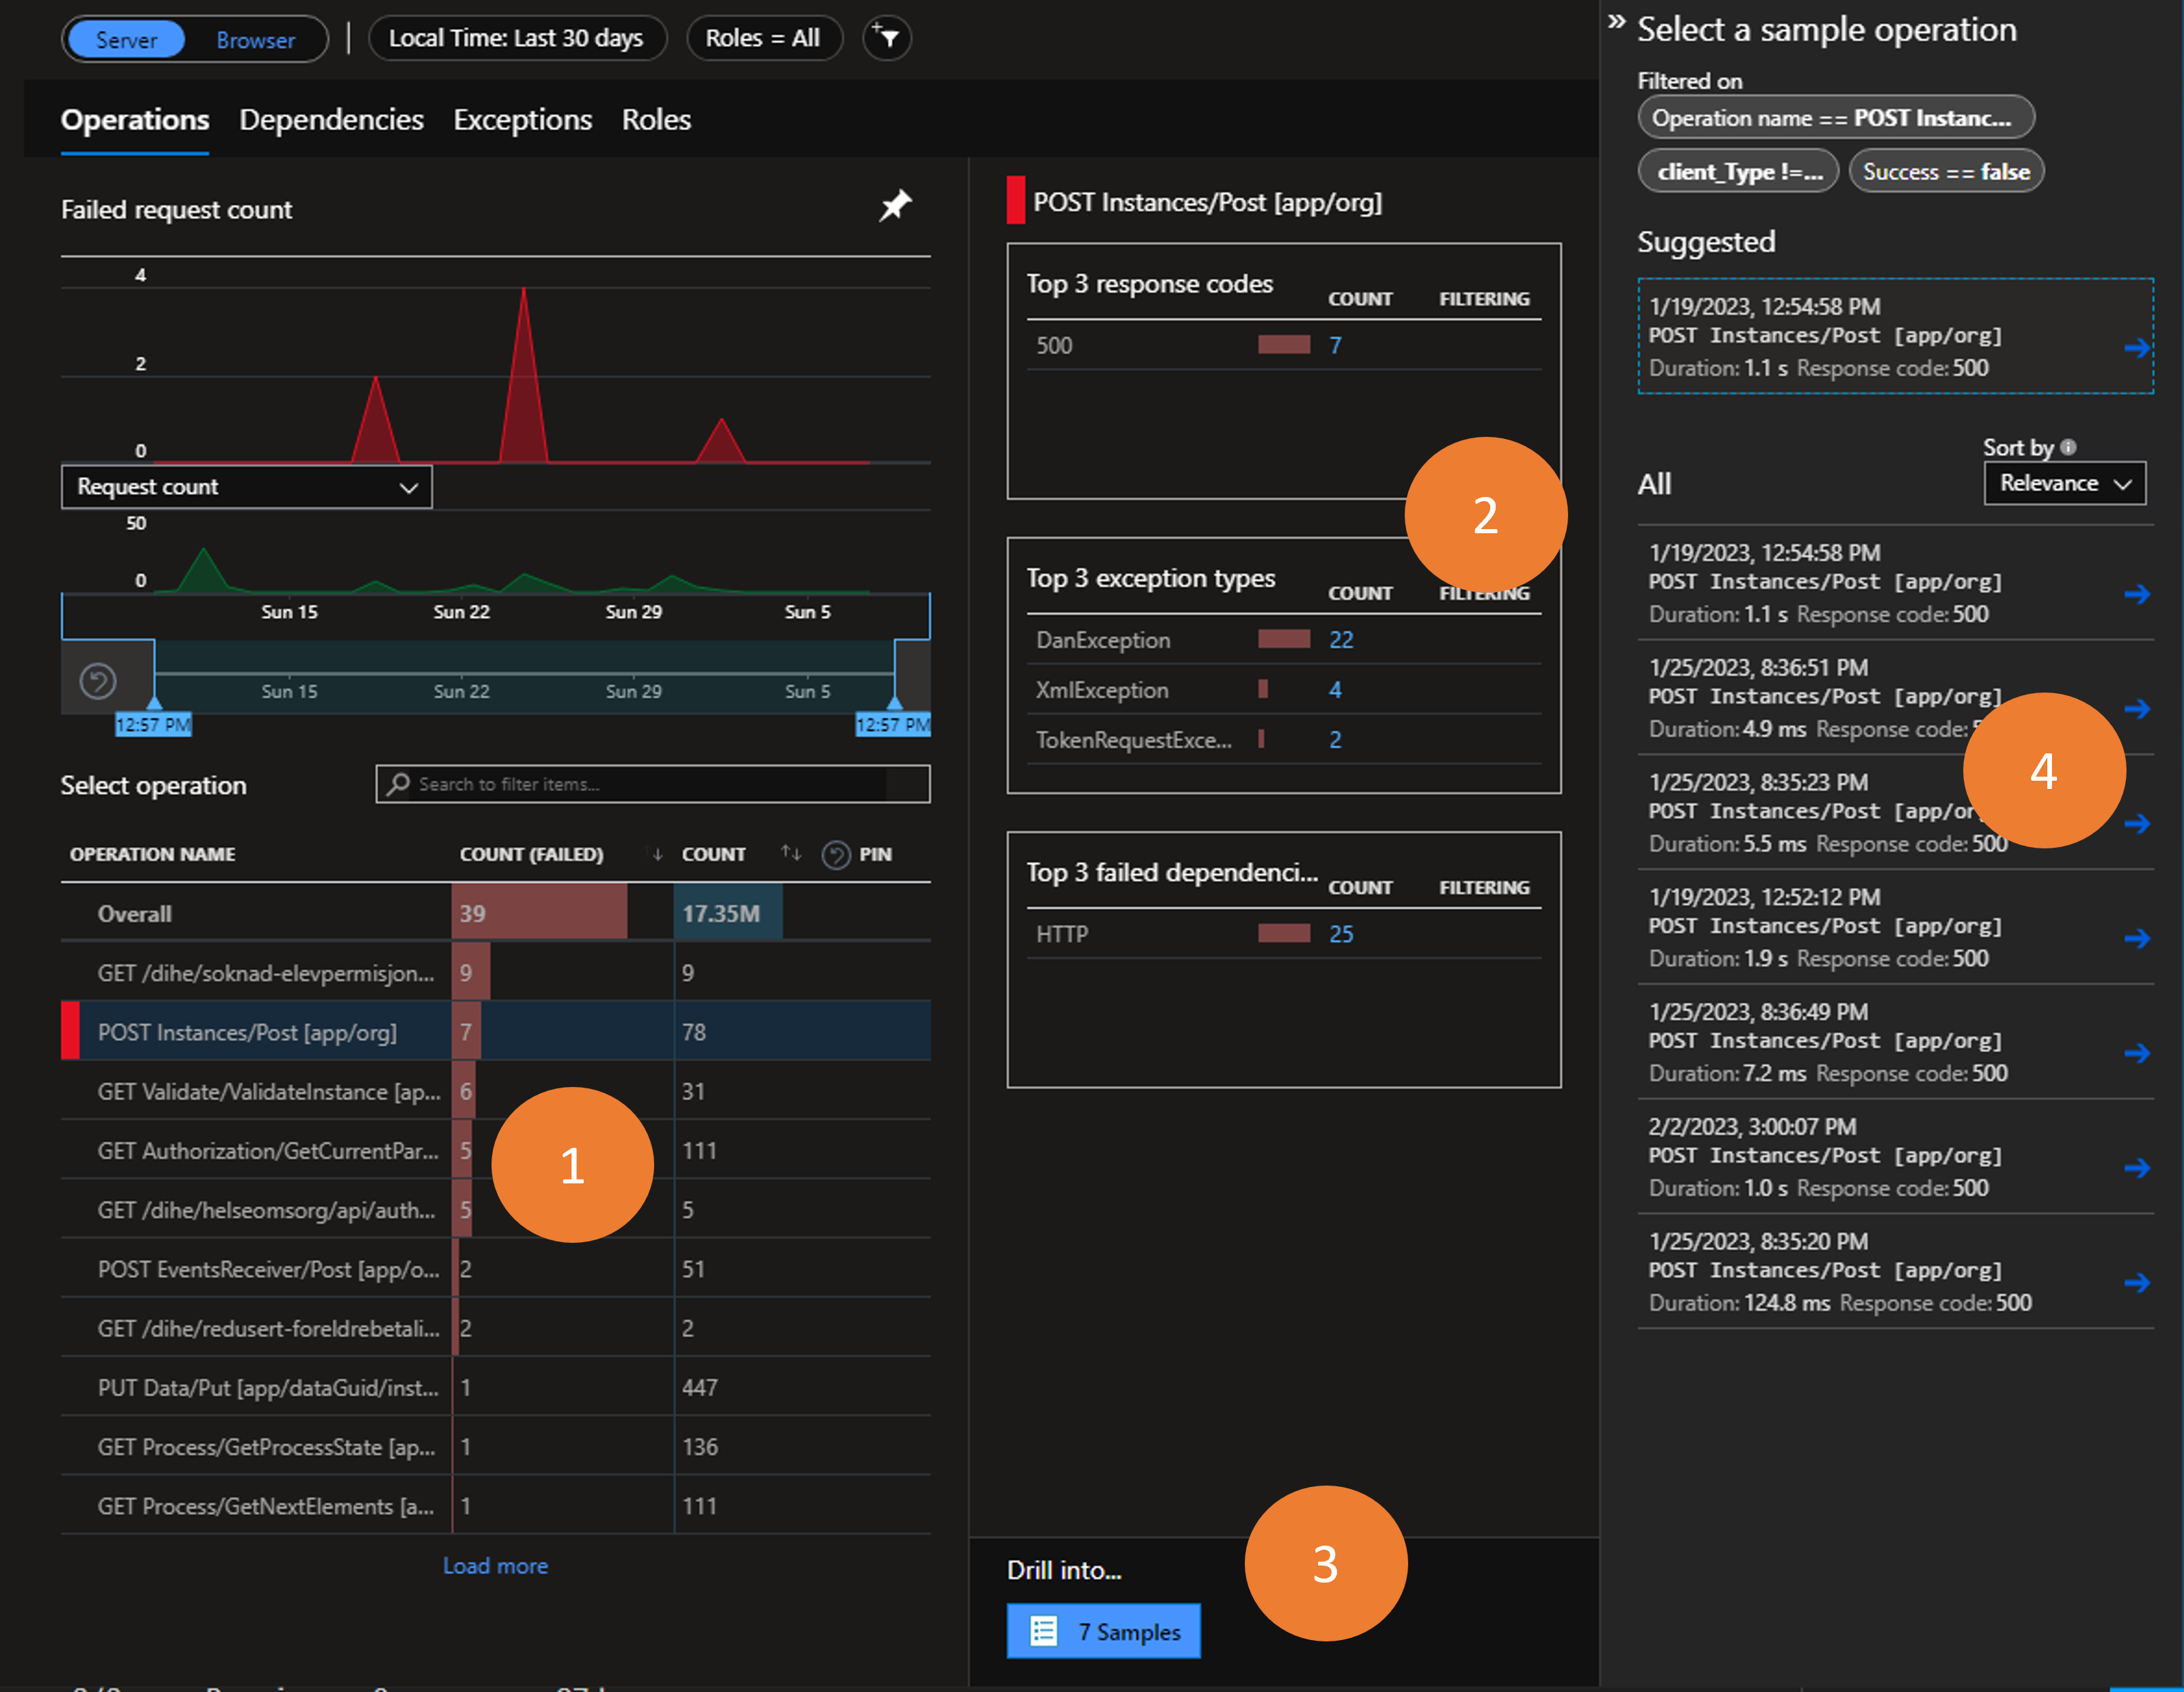 Server Browser Local Time: Last 30 days Roles = All
Operations Dependencies Exceptions Roles
Failed request count
4
2
0
Request count
50
0
Sun 15 Sun 22 Sun 29 Sun 5
Sun 15 Sun 22 Sun 29 Sun 5
12:57 PM 12:57 PM
Select operation Search to filter items...
OPERATION NAME COUNT (FAILED) COUNT PIN
Overall 39 17.35M
GET /dihe/soknad-elevpermisjon... 9 9
POST Instances/Post [app/org] 7 78
GET Validate/ValidateInstance [ap... 6 31
GET Authorization/GetCurrentPar... 5 111
GET /dihe/helseomsorg/api/auth... 5 5
POST EventsReceiver/Post [app/o... 2 51
GET /dihe/redusert-foreldrebetali... 2 2
PUT Data/Put [app/dataGuid/inst... 1 447
GET Process/GetProcessState [ap... 1 136
GET Process/GetNextElements [a... 1 111
Load more
1
POST Instances/Post [app/org]
Top 3 response codes COUNT FILTERING
500 7
2
Top 3 exception types COUNT FILTERING
DanException 22
XmlException 4
TokenRequestExce... 2
Top 3 failed dependenci... COUNT FILTERING
HTTP 25
Drill into...
3
7 Samples
Select a sample operation
Filtered on
Operation name == POST Instanc...
client_Type !=... Success == false
Suggested
1/19/2023, 12:54:58 PM
POST Instances/Post [app/org]
Duration: 1.1 s Response code: 500
Sort by
All Relevance
1/19/2023, 12:54:58 PM
POST Instances/Post [app/org]
Duration: 1.1 s Response code: 500
1/25/2023, 8:36:51 PM
POST Instances/Post [app/org]
Duration: 4.9 ms Response code:
4
1/25/2023, 8:35:23 PM
POST Instances/Post
Duration: 5.5 ms Response code: 500
1/19/2023, 12:52:12 PM
POST Instances/Post [app/org]
Duration: 1.9 s Response code: 500
1/25/2023, 8:36:49 PM
POST Instances/Post [app/org]
Duration: 7.2 ms Response code: 500
2/2/2023, 3:00:07 PM
POST Instances/Post [app/org]
Duration: 1.0 s Response code: 500
1/25/2023, 8:35:20 PM
POST Instances/Post [app/org]
Duration: 124.8 ms Response code: 500